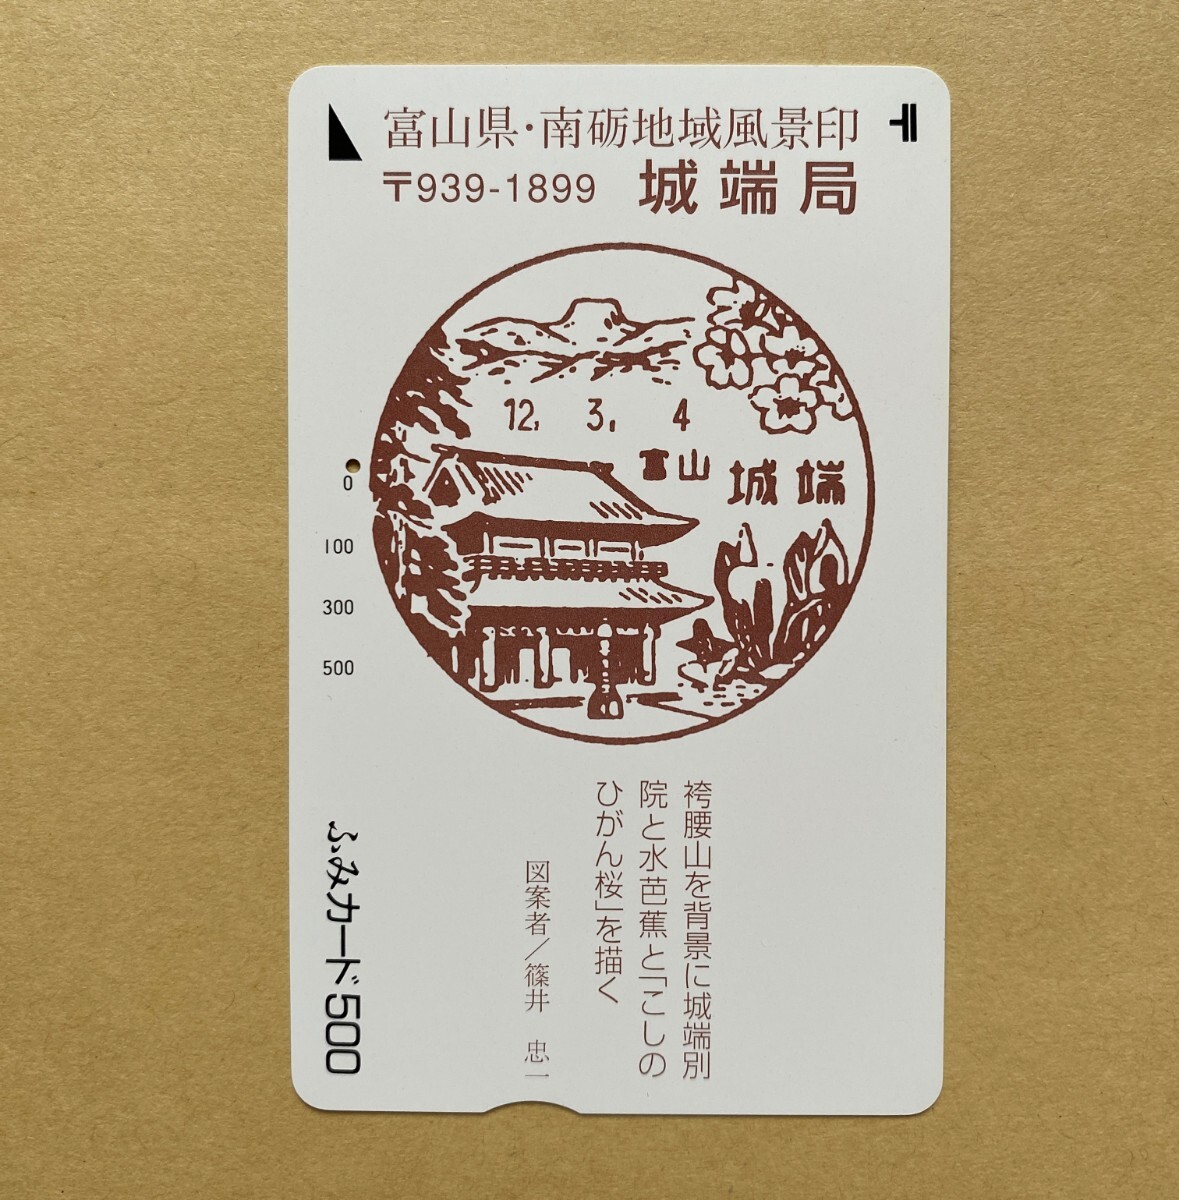 富山県・南砺地域風景印
〒939-1899 城端局
12. 3. 4
富山 城端
0
100
300
500
袴腰山を背景に城端別
院と水芭蕉と「こしの
ひがん桜」を描く
図案者／篠井 忠一
ふみカード500